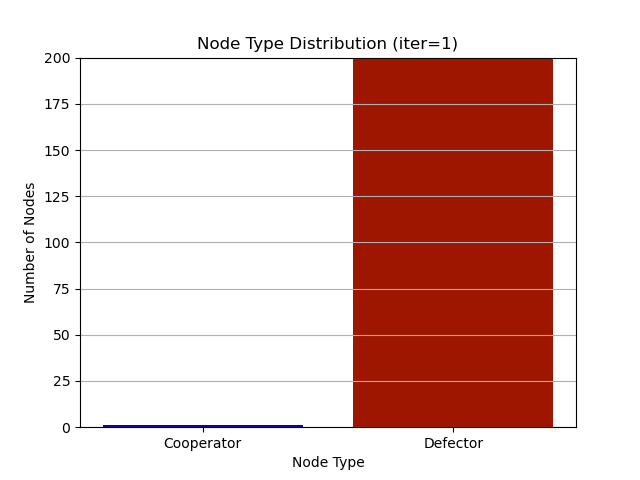 Node Type Distribution (iter=1)
200
175
150
125
100
75
50
25
0
Number of Nodes
Cooperator
Defector
Node Type